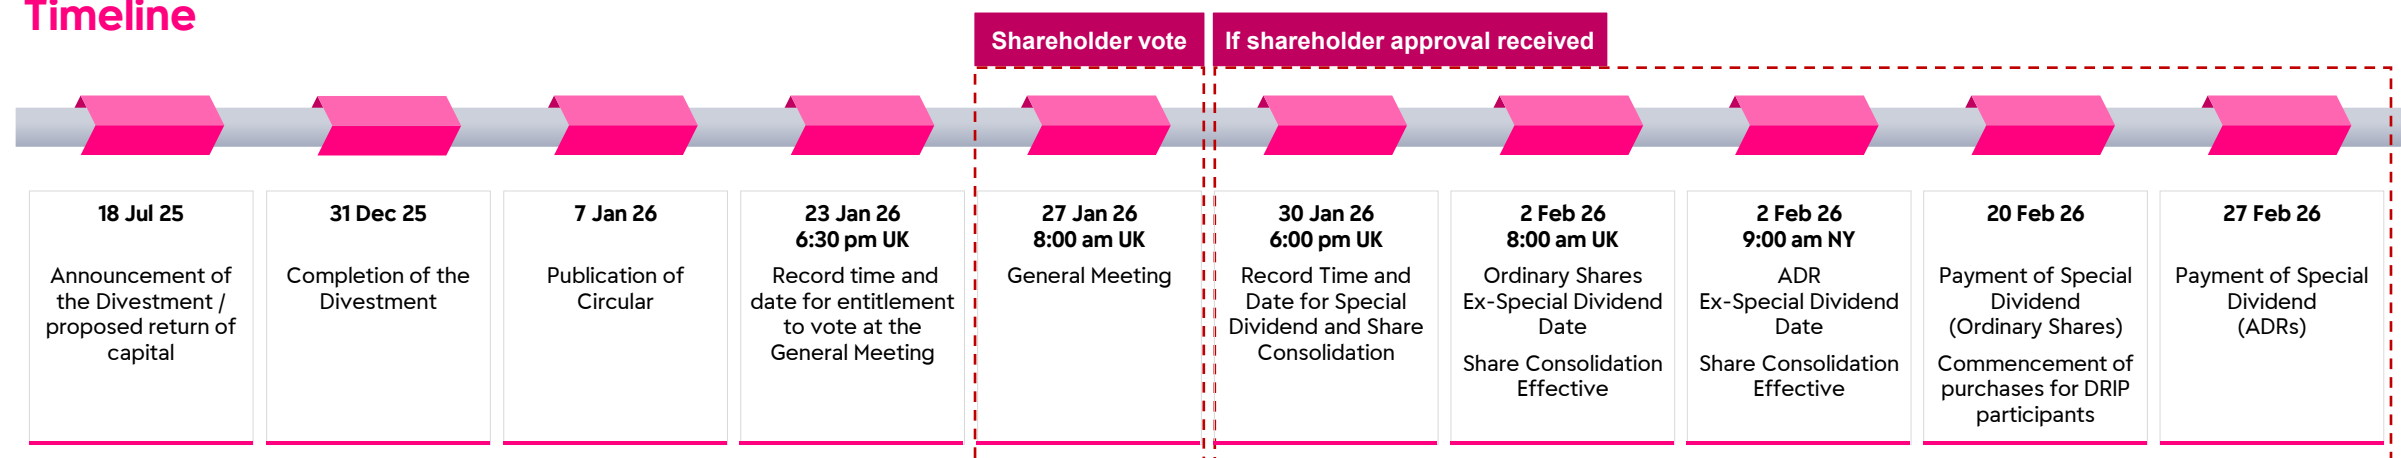 Timeline
Shareholder vote
If shareholder approval received
18 Jul 25
Announcement of
the Divestment /
proposed return of
capital
31 Dec 25
Completion of the
Divestment
7 Jan 26
Publication of
Circular
23 Jan 26
6:30 pm UK
Record time and
date for entitlement
to vote at the
General Meeting
27 Jan 26
8:00 am UK
General Meeting
30 Jan 26
6:00 pm UK
Record Time and
Date for Special
Dividend and Share
Consolidation
2 Feb 26
8:00 am UK
Ordinary Shares
Ex-Special Dividend
Date
Share Consolidation
Effective
2 Feb 26
9:00 am NY
ADR
Ex-Special Dividend
Date
Share Consolidation
Effective
20 Feb 26
Payment of Special
Dividend
(Ordinary Shares)
Commencement of
purchases for DRIP
participants
27 Feb 26
Payment of Special
Dividend
(ADRs)